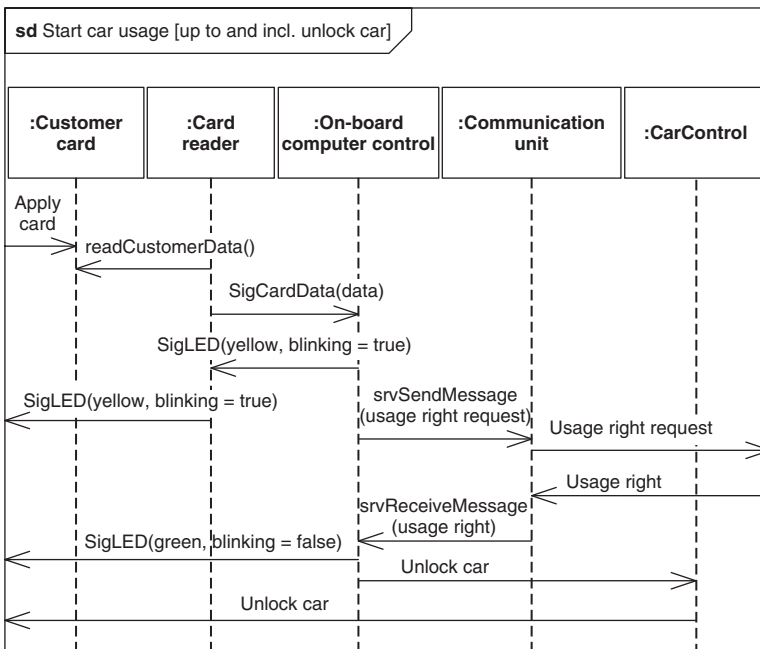 sd Start car usage [up to and incl. unlock car]
:Customer
card
:Card
reader
:On-board
computer control
:Communication
unit
:CarControl
Apply
card
readCustomerData()
SigCardData(data)
SigLED(yellow, blinking = true)
SigLED(yellow, blinking = true)
srvSendMessage
(usage right request)
Usage right request
Usage right
srvReceiveMessage
(usage right)
SigLED(green, blinking = false)
Unlock car
Unlock car